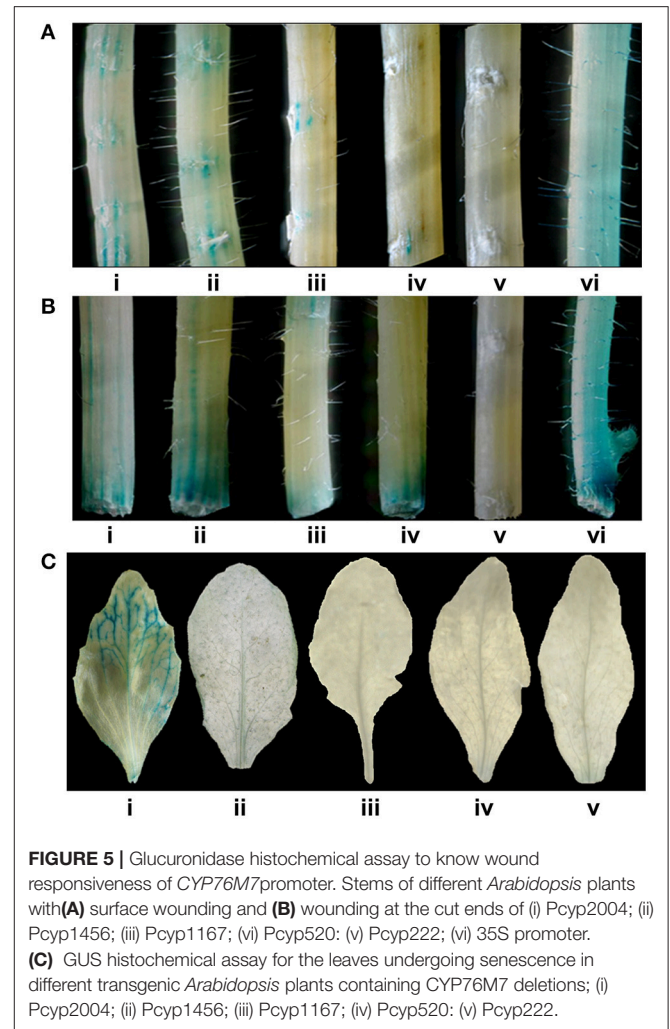 A
i ii iii iv v vi
B
i ii iii iv v vi
C
i ii iii iv v
FIGURE 5 | Glucuronidase histochemical assay to know wound
responsiveness of CYP76M7promoter. Stems of different Arabidopsis plants
with(A) surface wounding and (B) wounding at the cut ends of (i) Pcyp2004; (ii)
Pcyp1456; (iii) Pcyp1167; (vi) Pcyp520: (v) Pcyp222; (vi) 35S promoter.
(C) GUS histochemical assay for the leaves undergoing senescence in
different transgenic Arabidopsis plants containing CYP76M7 deletions; (i)
Pcyp2004; (ii) Pcyp1456; (iii) Pcyp1167; (iv) Pcyp520: (v) Pcyp222.